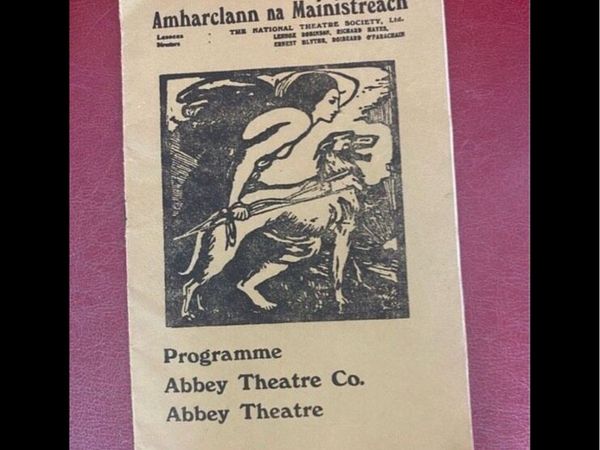 Amharclann na Mainistreach
THE NATIONAL THEATRE SOCIETY, Ltd.
Lessees
Directors
LENNOX ROBINSON, RICHARD HAYES,
ERNEST BLYTHE, ROIBEARD O'FARACHAIN
Programme
Abbey Theatre Co.
Abbey Theatre